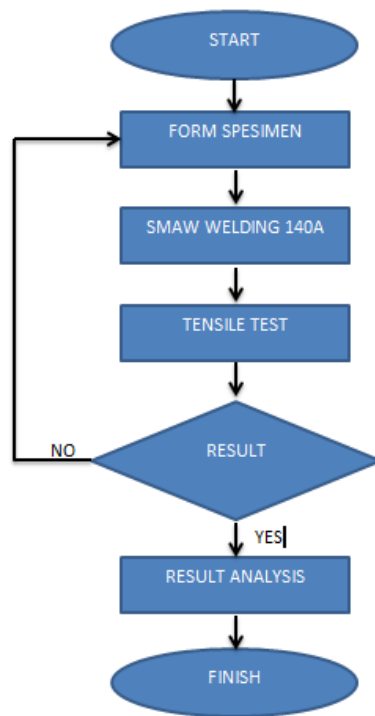 START
FORM SPESIMEN
SMAW WELDING 140A
TENSILE TEST
RESULT
NO
YES
RESULT ANALYSIS
FINISH